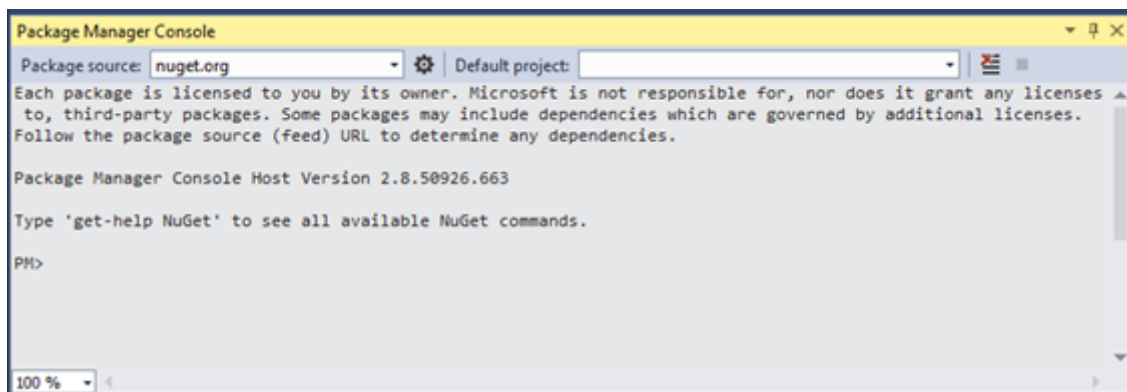 Package Manager Console
Package source: nuget.org Default project:
Each package is licensed to you by its owner. Microsoft is not responsible for, nor does it grant any licenses
to, third-party packages. Some packages may include dependencies which are governed by additional licenses.
Follow the package source (feed) URL to determine any dependencies.
Package Manager Console Host Version 2.8.50926.663
Type 'get-help NuGet' to see all available NuGet commands.
PM>
100 %